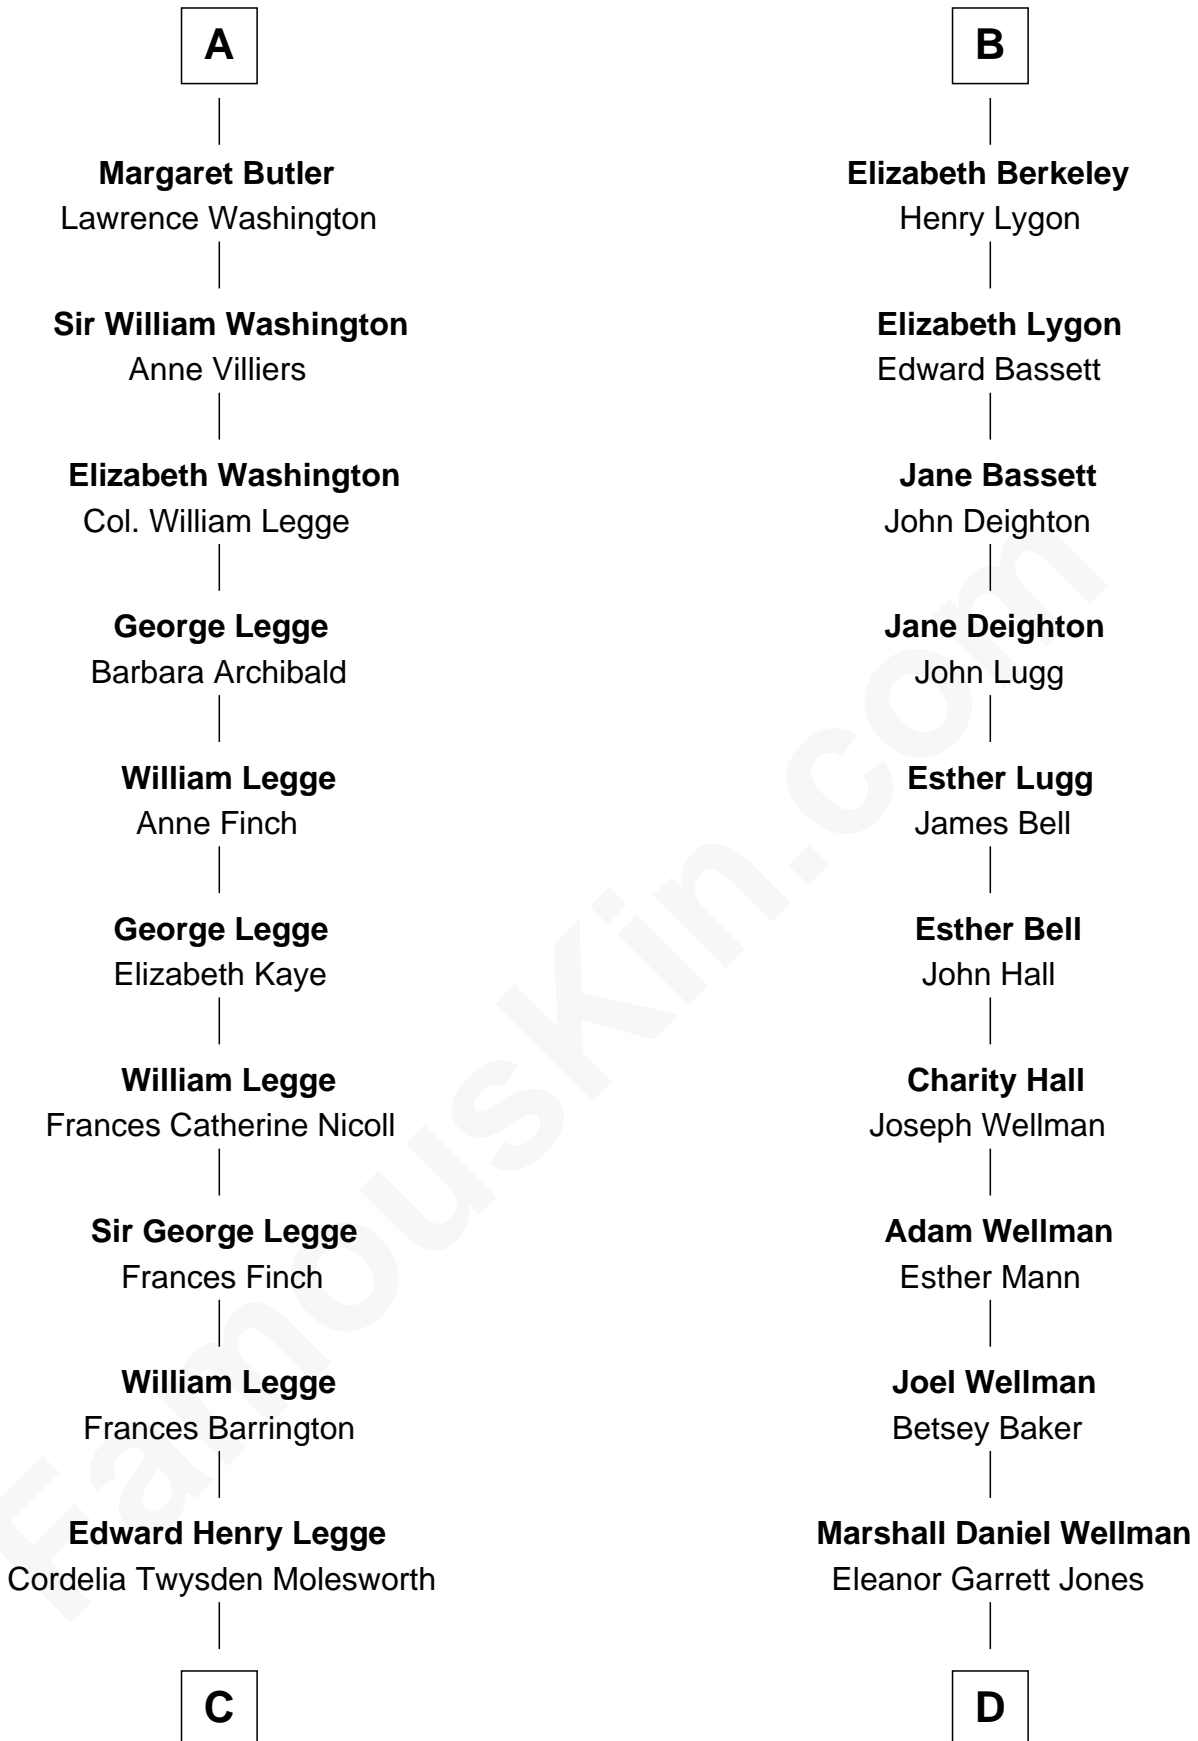 A
Margaret Butler
Lawrence Washington
Sir William Washington
Anne Villiers
Elizabeth Washington
Col. William Legge
George Legge
Barbara Archibald
William Legge
Anne Finch
George Legge
Elizabeth Kaye
William Legge
Frances Catherine Nicoll
Sir George Legge
Frances Finch
William Legge
Frances Barrington
Edward Henry Legge
Cordelia Twysden Molesworth
C
B
Elizabeth Berkeley
Henry Lygon
Elizabeth Lygon
Edward Bassett
Jane Bassett
John Deighton
Jane Deighton
John Lugg
Esther Lugg
James Bell
Esther Bell
John Hall
Charity Hall
Joseph Wellman
Adam Wellman
Esther Mann
Joel Wellman
Betsey Baker
Marshall Daniel Wellman
Eleanor Garrett Jones
D
FamousKin.com